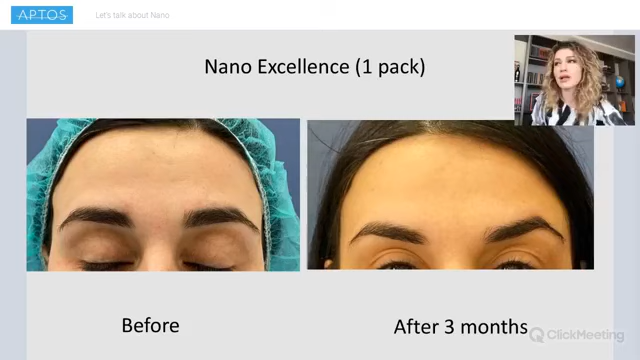 APTOS
Let's talk about Nano
Nano Excellence (1 pack)
Before
After 3 months
ClickMeeting